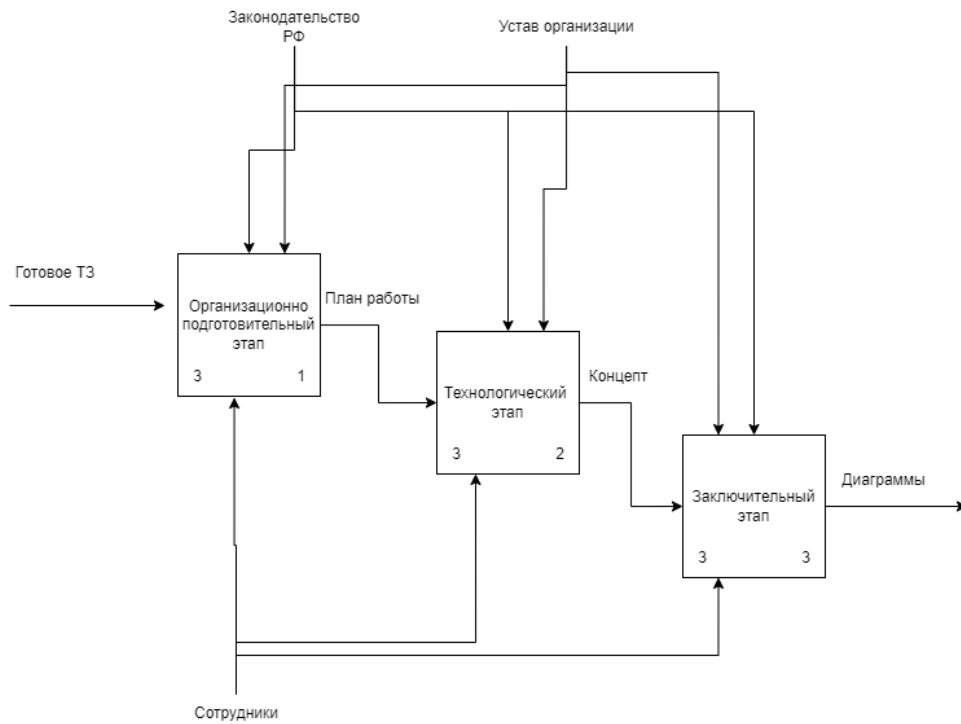 Законодательство
РФ
Устав организации
Готовое ТЗ
Организационно
подготовительный
этап
3 1
План работы
Технологический
этап
3 2
Концепт
Заключительный
этап
3 3
Диаграммы
Сотрудники